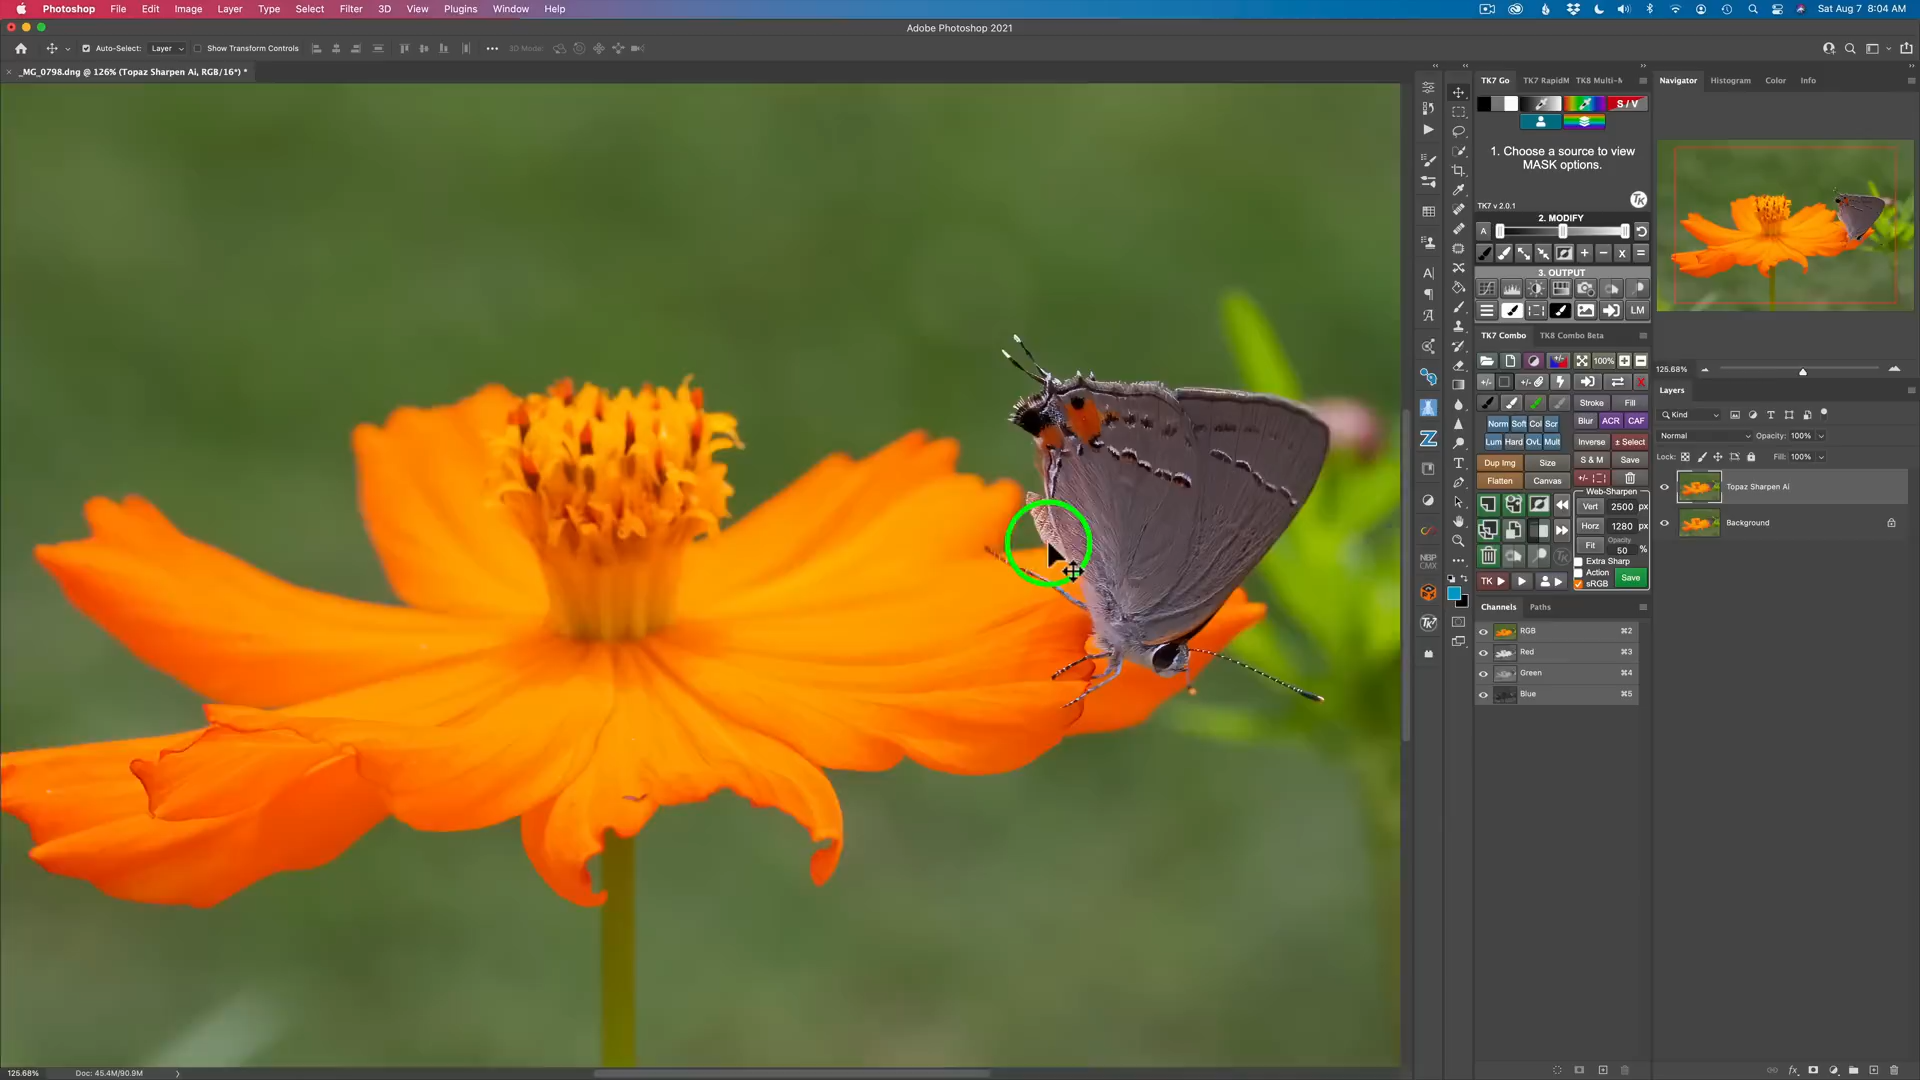 Photoshop File Edit Image Layer Type Select Filter 3D View Plugins Window Help
Sat Aug 7 8:04 AM
Adobe Photoshop 2021
Auto-Select: Layer Show Transform Controls
3D Mode:
_MG_0798.dng @ 126% (Topaz Sharpen Ai, RGB/16*) *
TK7 Go TK7 RapidM TK8 Multi-M
S / V
1. Choose a source to view
MASK options.
TK7 v 2.0.1
TK
2. MODIFY
A
+ − x =
3. OUTPUT
LM
TK7 Combo TK8 Combo Beta
100%
+/- +/- X
Stroke Fill
Blur ACR CAF
Norm Soft Col Scr
Lum Hard Ovl Mult
Inverse ± Select
Dup Img Size
S & M Save
Flatten Canvas
+/-
Web-Sharpen
Vert 2500 px
Horz 1280 px
Fit Opacity 50 %
Extra Sharp
Action
sRGB
Save
TK
Channels Paths
RGB ⌘2
Red ⌘3
Green ⌘4
Blue ⌘5
Navigator Histogram Color Info
125.68%
Layers
Kind
Normal Opacity: 100%
Lock: Fill: 100%
Topaz Sharpen Ai
Background
NBP
CMX
125.68% Doc: 45.4M/90.9M